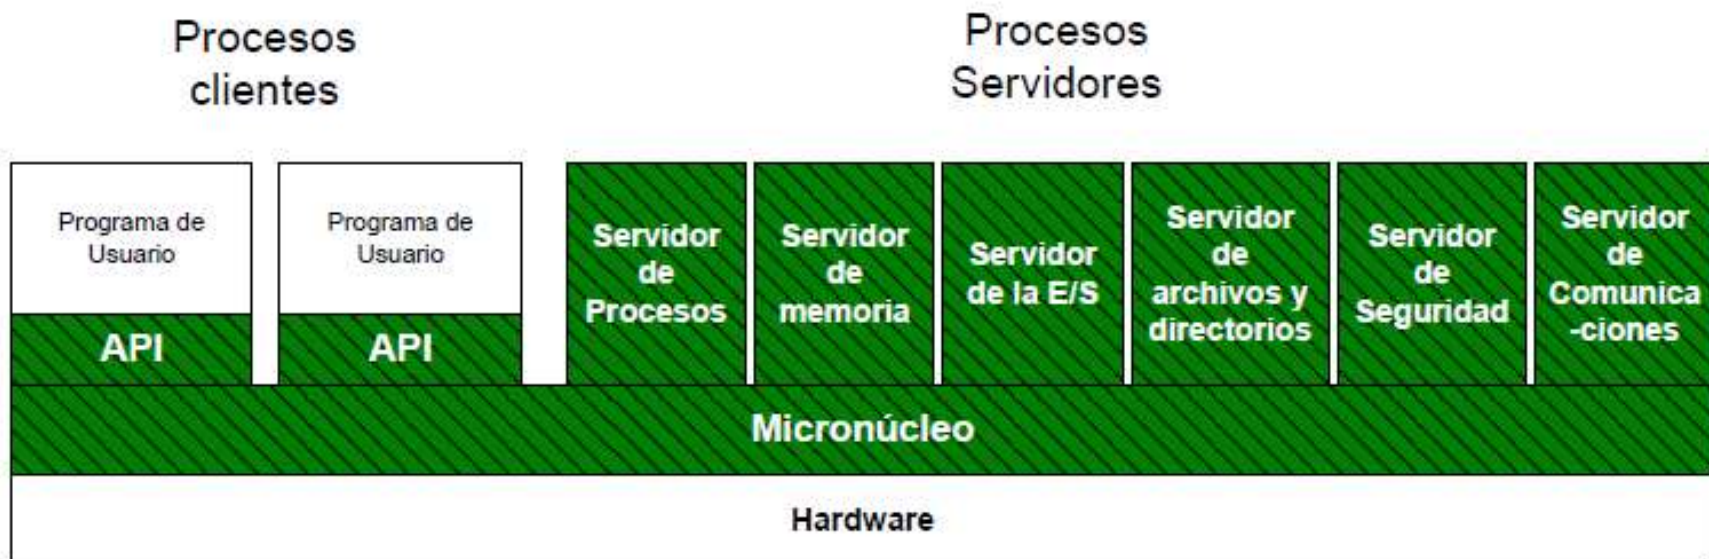 Procesos
clientes
Procesos
Servidores
Programa de
Usuario
API
Programa de
Usuario
API
Servidor
de
Procesos
Servidor
de
memoria
Servidor
de la E/S
Servidor
de
archivos y
directorios
Servidor
de
Seguridad
Servidor
de
Comunica
-ciones
Micronúcleo
Hardware